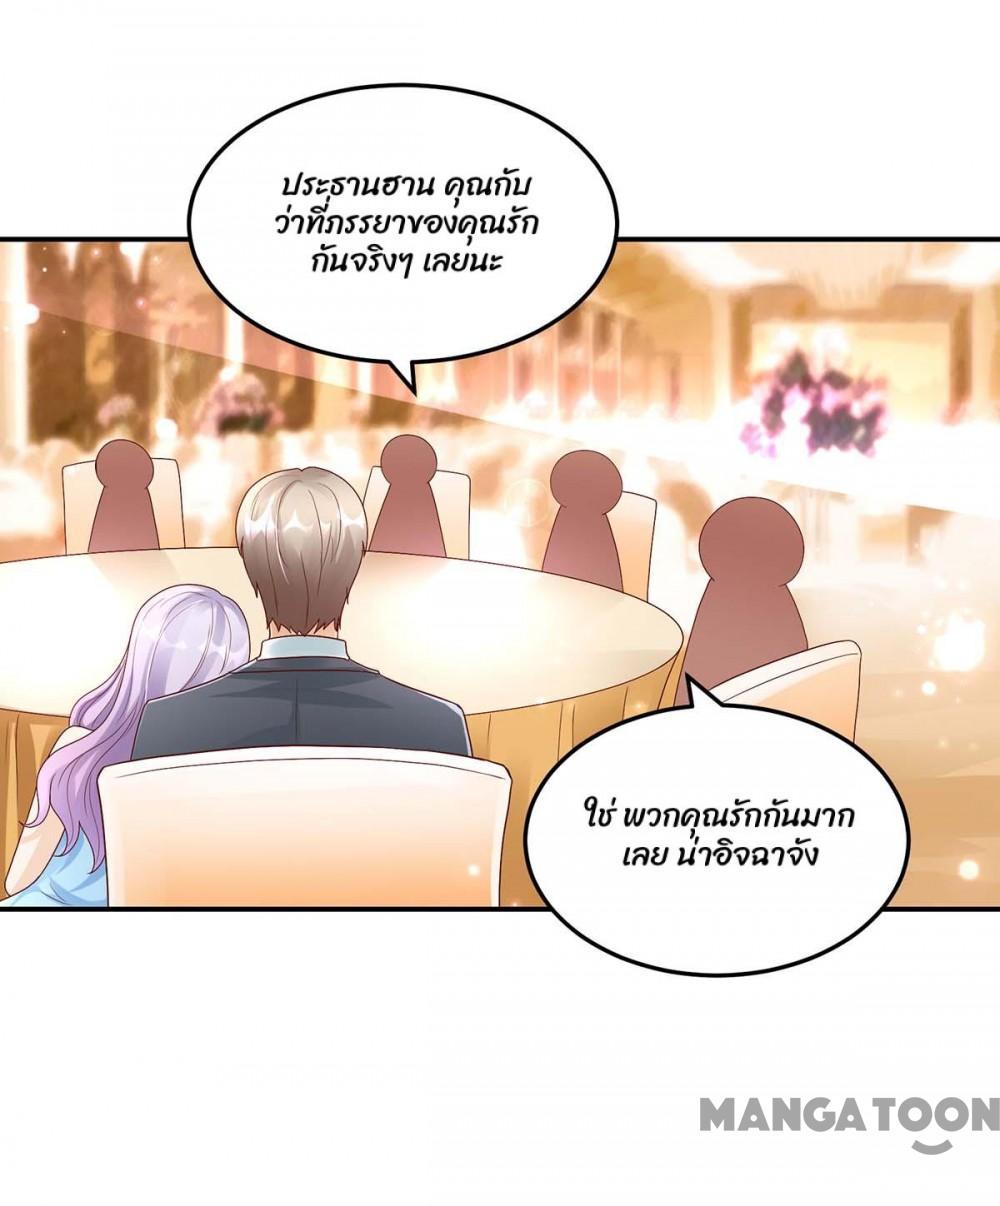 ประธานฮาน คุณกับ
ว่าที่ภรรยาของคุณรัก
กันจริงๆ เลยนะ
ใช่ พวกคุณรักกันมาก
เลย น่าอิจฉาจัง
MANGATOON